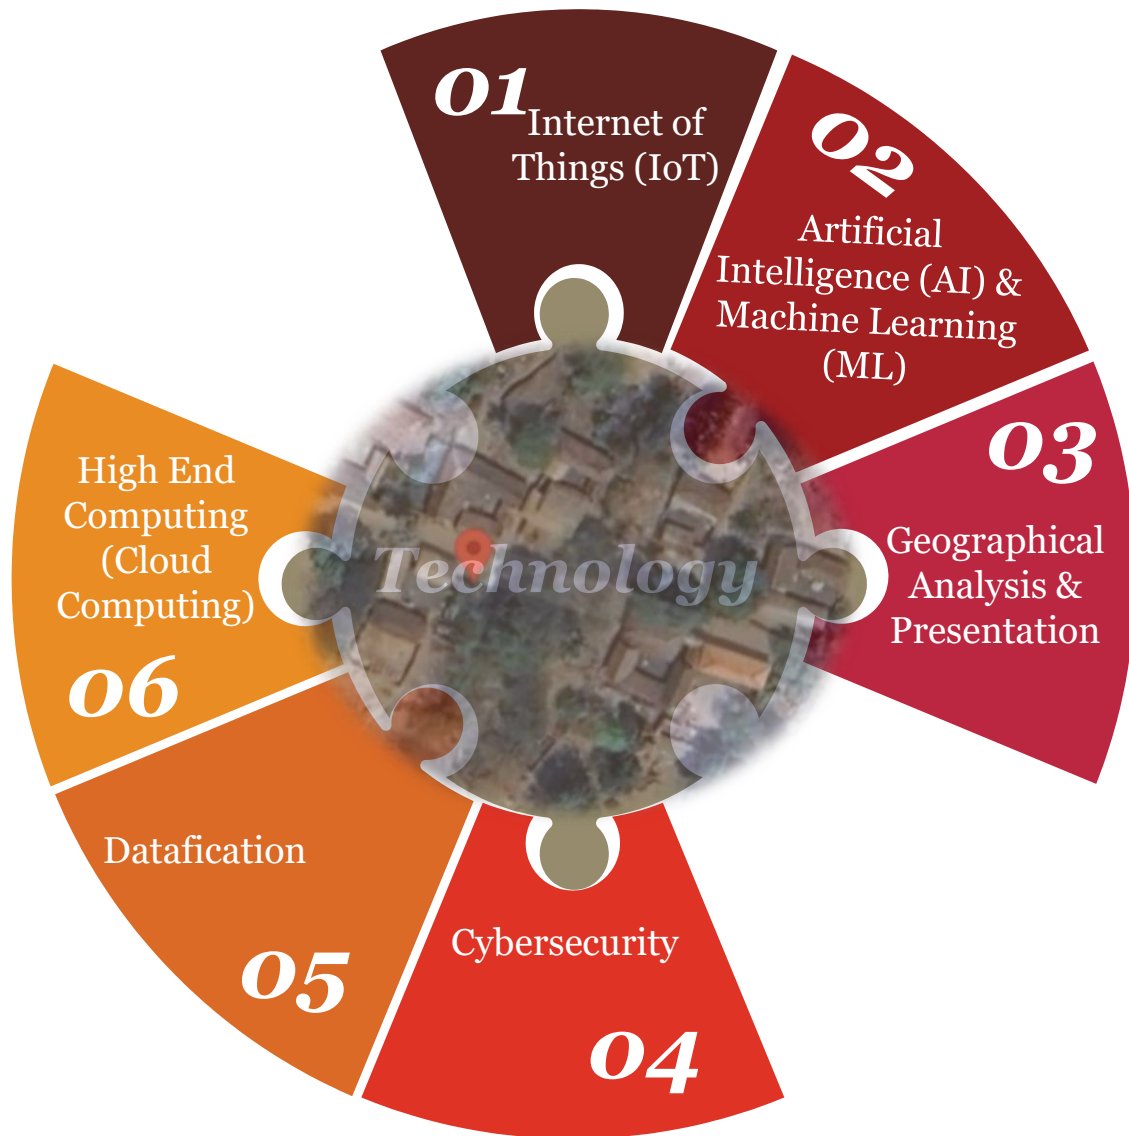 01
Internet of
Things (IoT)
02
Artificial
Intelligence (AI) &
Machine Learning
(ML)
03
Geographical
Analysis &
Presentation
04
Cybersecurity
05
Datafication
06
High End
Computing
(Cloud
Computing)
Technology